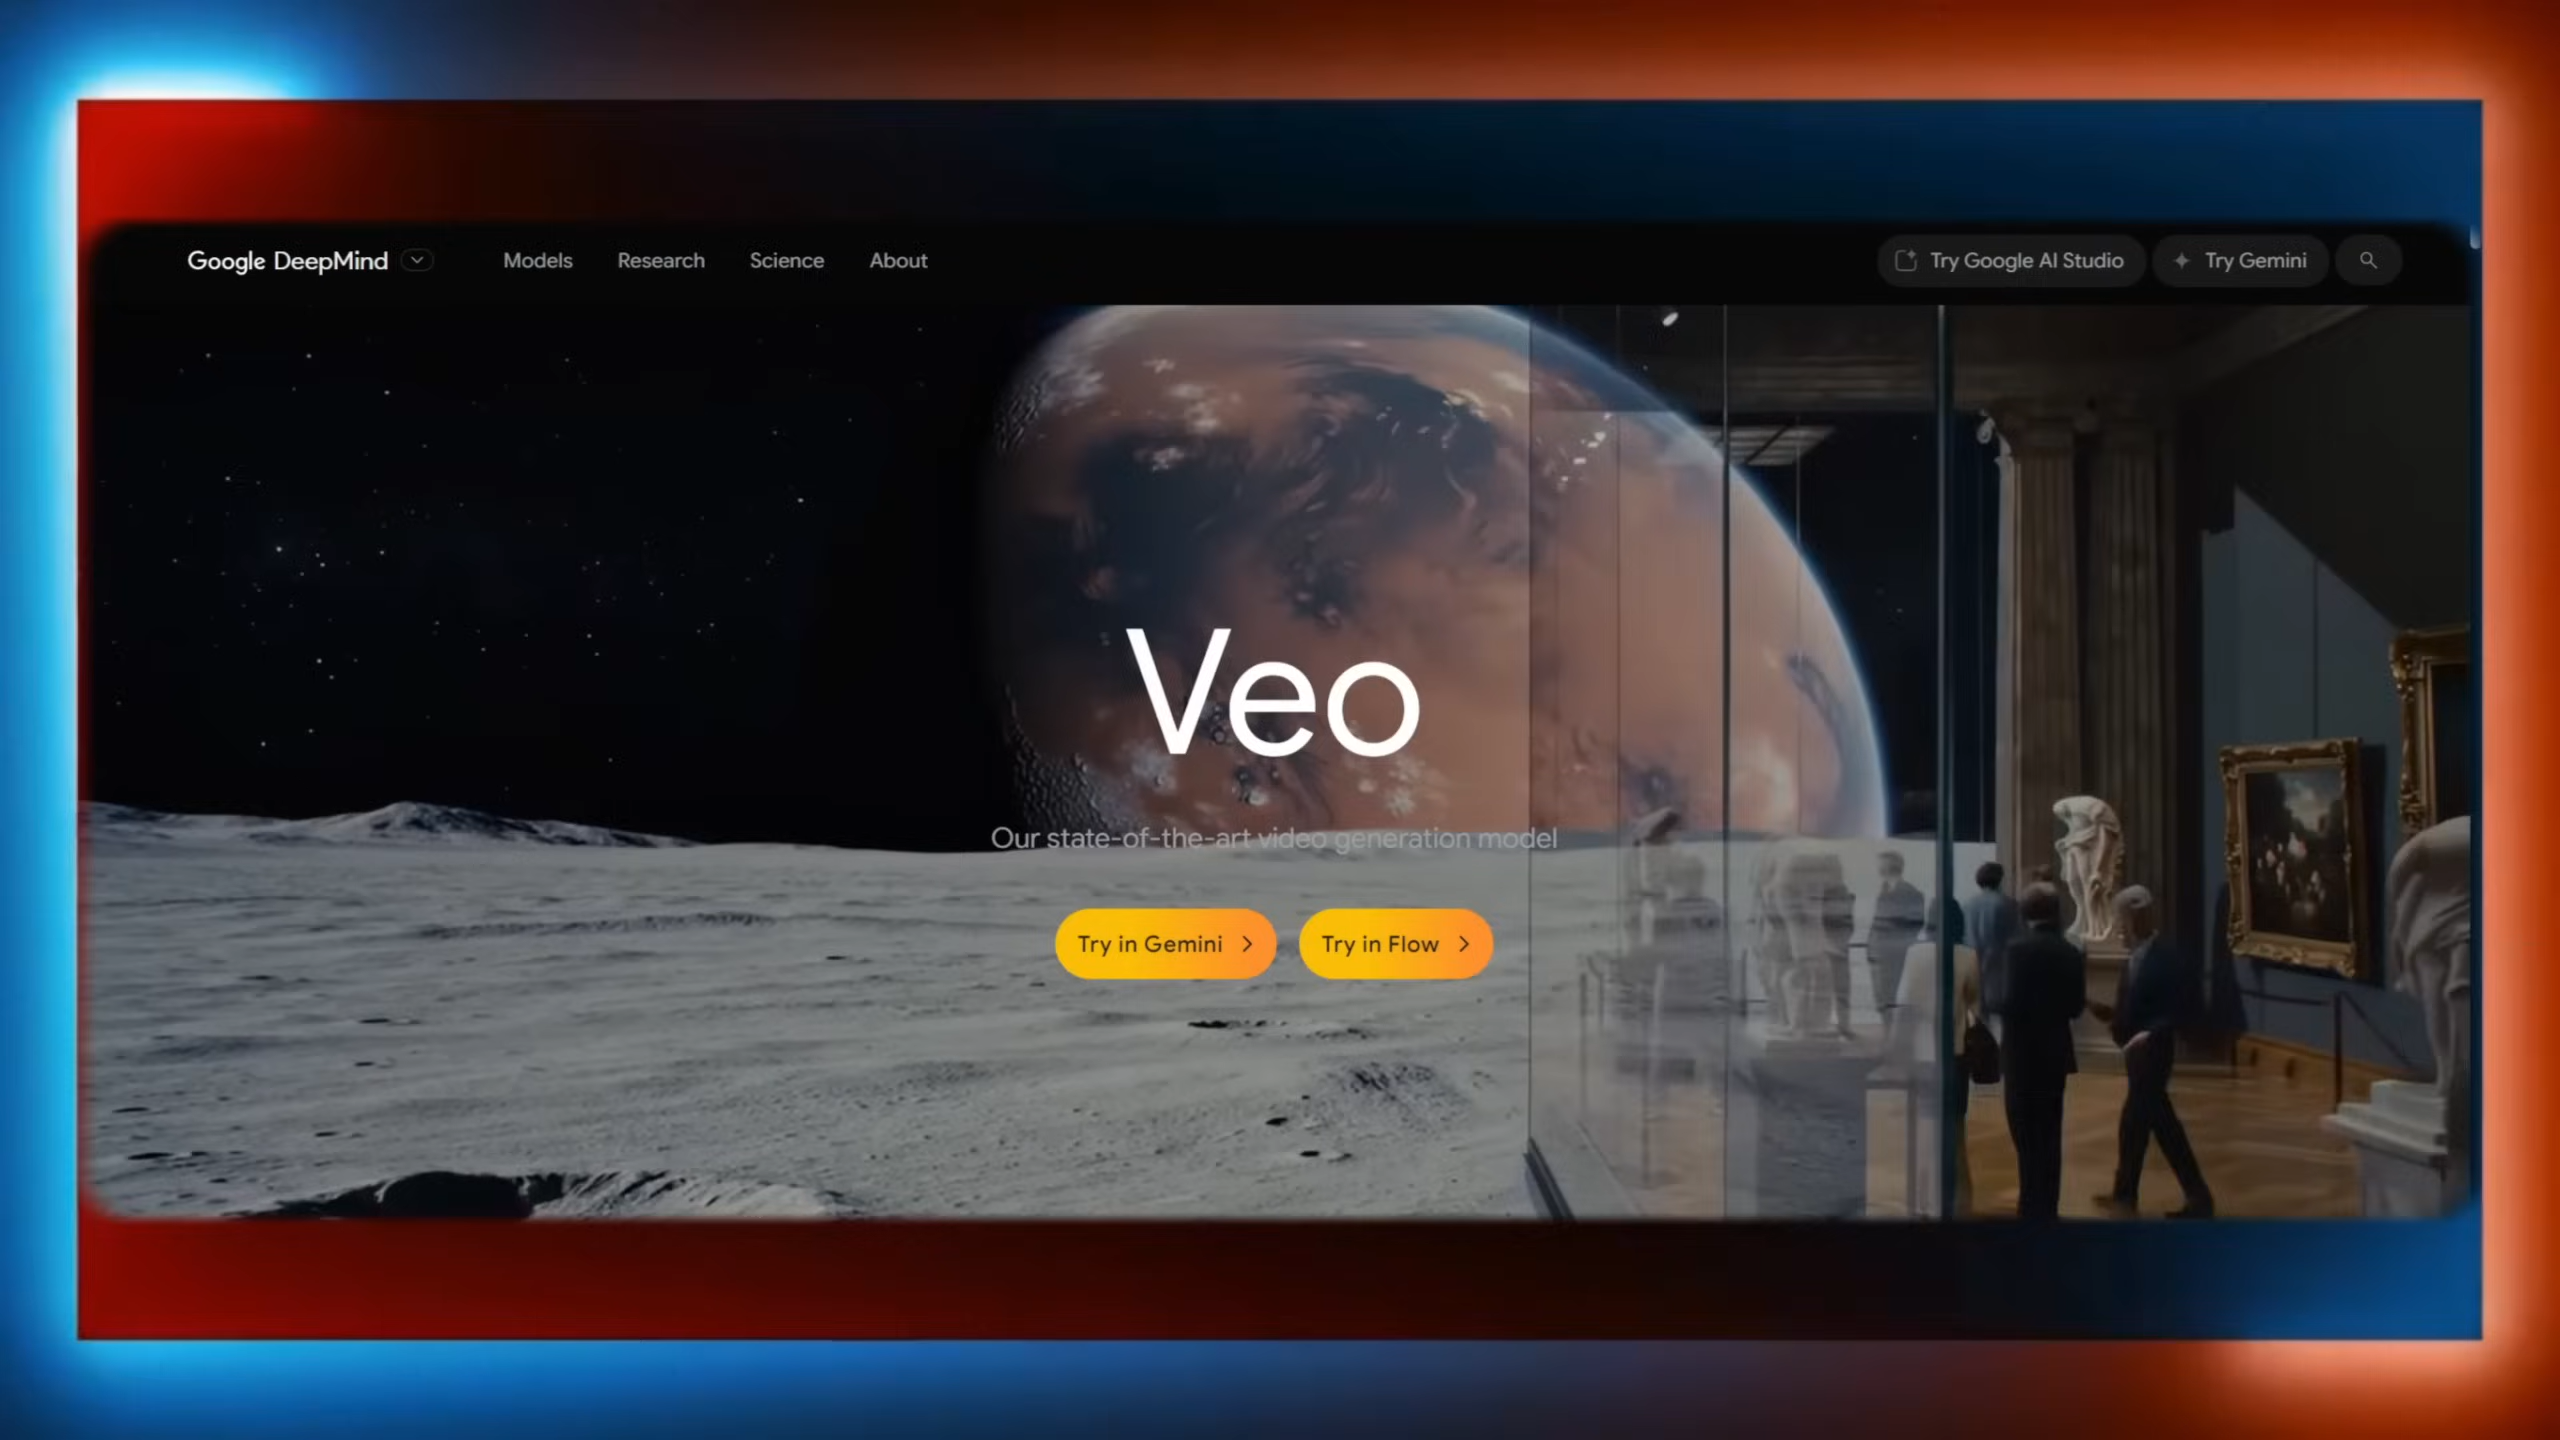 Google DeepMind
Models
Research
Science
About
Try Google AI Studio
Try Gemini
Veo
Our state-of-the-art video generation model
Try in Gemini
Try in Flow